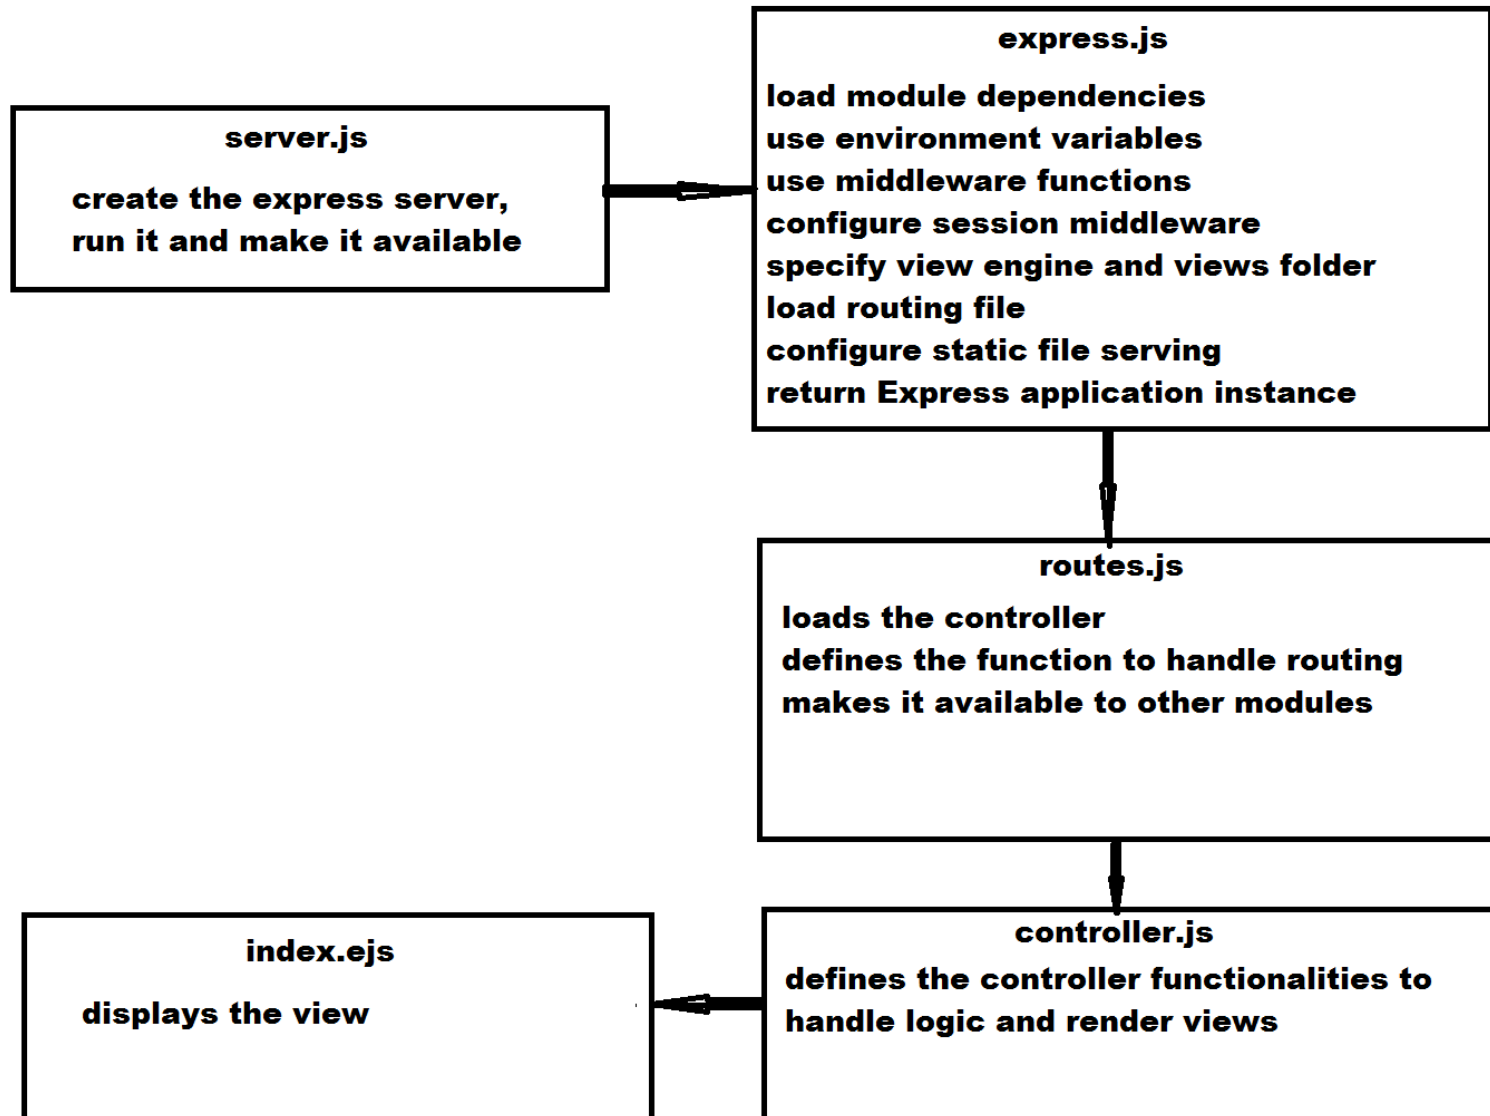 server.js
create the express server,
run it and make it available
express.js
load module dependencies
use environment variables
use middleware functions
configure session middleware
specify view engine and views folder
load routing file
configure static file serving
return Express application instance
routes.js
loads the controller
defines the function to handle routing
makes it available to other modules
controller.js
defines the controller functionalities to
handle logic and render views
index.ejs
displays the view